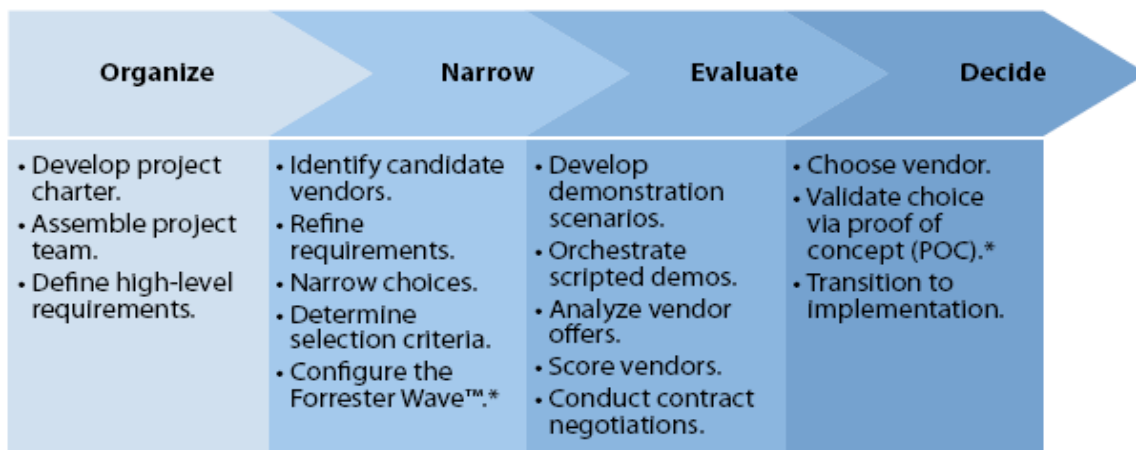 Organize
Narrow
Evaluate
Decide
• Develop project
charter.
• Assemble project
team.
• Define high-level
requirements.
• Identify candidate
vendors.
• Refine
requirements.
• Narrow choices.
• Determine
selection criteria.
• Configure the
Forrester Wave™.*
• Develop
demonstration
scenarios.
• Orchestrate
scripted demos.
• Analyze vendor
offers.
• Score vendors.
• Conduct contract
negotiations.
• Choose vendor.
• Validate choice
via proof of
concept (POC).*
• Transition to
implementation.